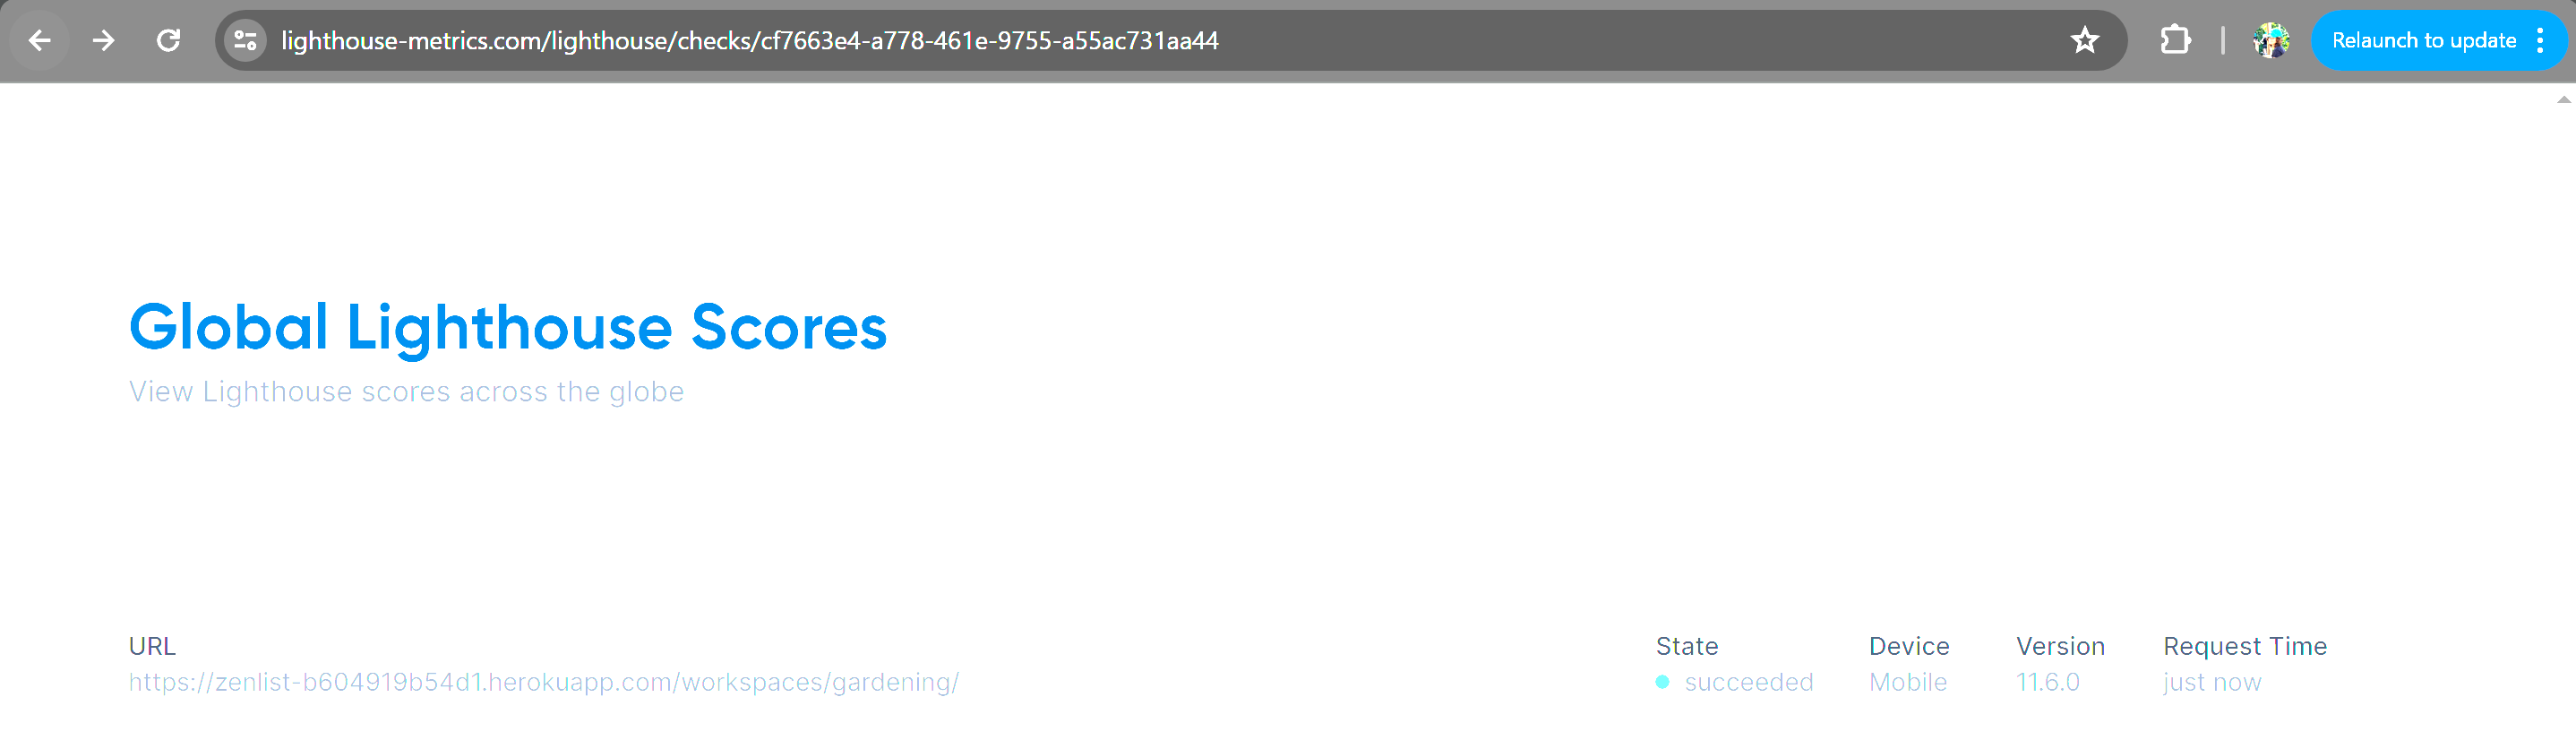 lighthouse-metrics.com/lighthouse/checks/cf7663e4-a778-461e-9755-a55ac731aa44
Relaunch to update
Global Lighthouse Scores
View Lighthouse scores across the globe
URL
https://zenlist-b604919b54d1.herokuapp.com/workspaces/gardening/
State
succeeded
Device
Mobile
Version
11.6.0
Request Time
just now